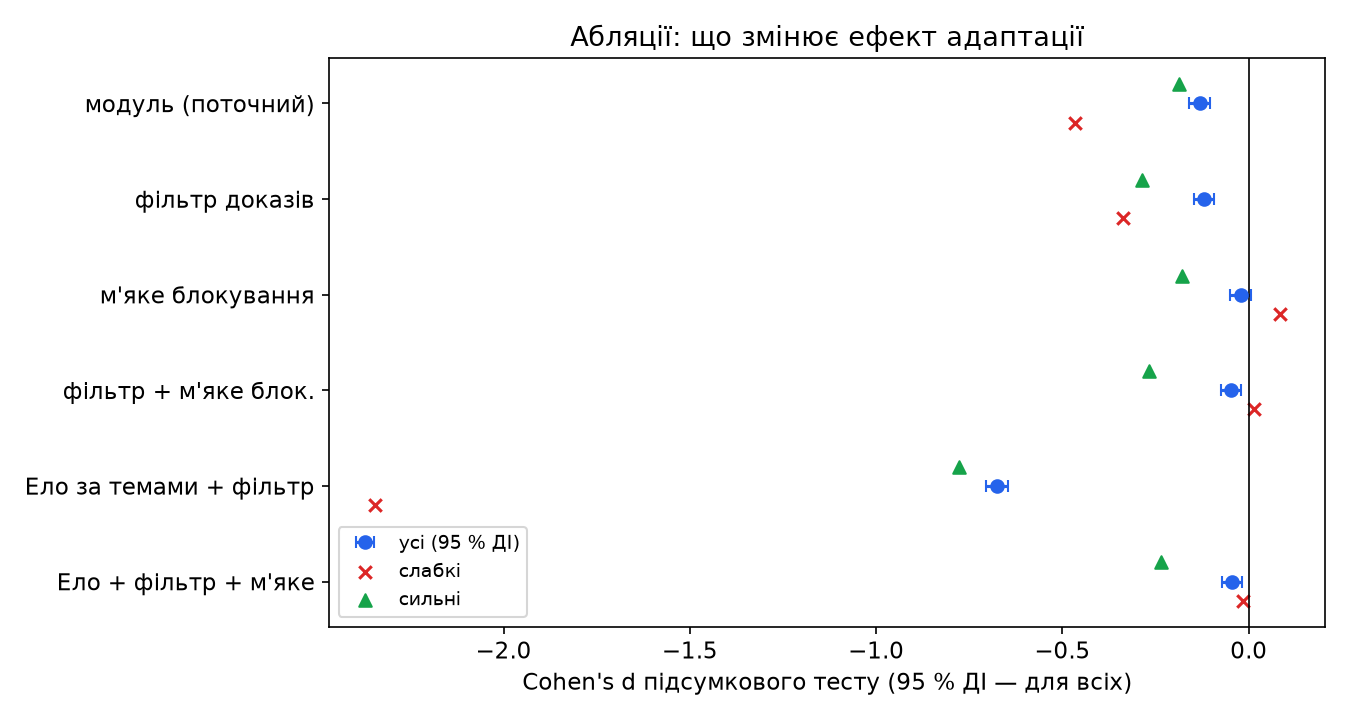 Абляції: що змінює ефект адаптації
модуль (поточний)
фільтр доказів
м'яке блокування
фільтр + м'яке блок.
Ело за темами + фільтр
Ело + фільтр + м'яке
усі (95 % ДІ)
слабкі
сильні
−2.0 −1.5 −1.0 −0.5 0.0
Cohen's d підсумкового тесту (95 % ДІ — для всіх)